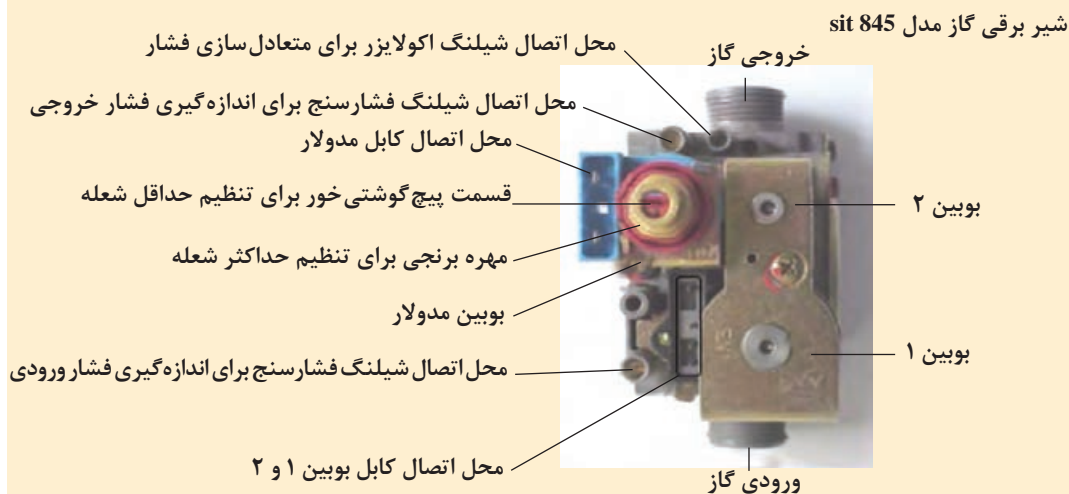 شیر برقی گاز مدل sit 845
خروجی گاز
محل اتصال شیلنگ اکولایزر برای متعادل‌سازی فشار
محل اتصال شیلنگ فشارسنج برای اندازه‌گیری فشار خروجی
محل اتصال کابل مدولار
قسمت پیچ‌گوشتی‌خور برای تنظیم حداقل شعله
بوبین ۲
مهره برنجی برای تنظیم حداکثر شعله
بوبین مدولار
بوبین ۱
محل اتصال شیلنگ فشارسنج برای اندازه‌گیری فشار ورودی
محل اتصال کابل بوبین ۱ و ۲
ورودی گاز